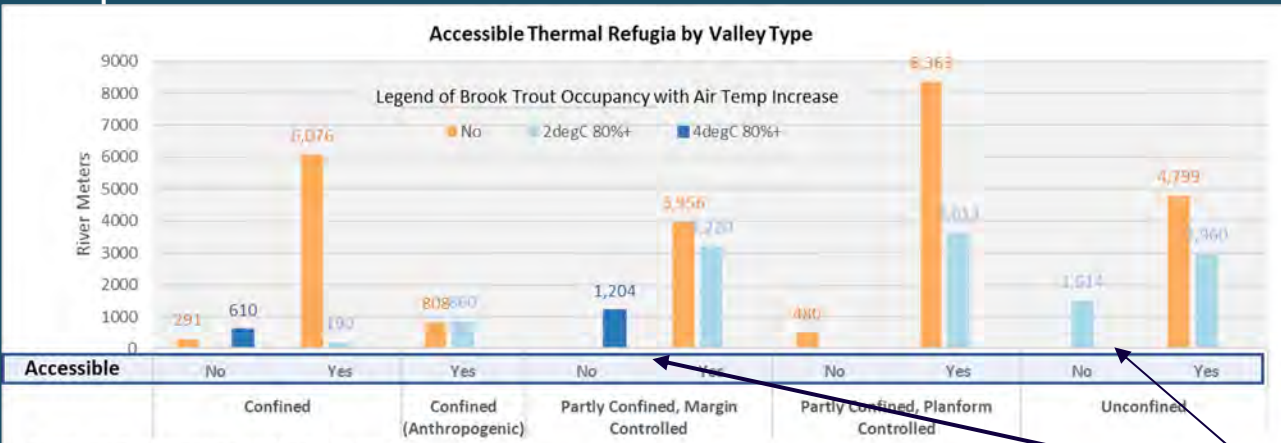 Accessible Thermal Refugia by Valley Type
9000
8000
7000
6000
5000
4000
3000
2000
1000
0
River Meters
Legend of Brook Trout Occupancy with Air Temp Increase
No 2degC 80%+ 4degC 80%+
291
610
6,076
190
808
1,204
3,956
480
8,363
4,799
Accessible No Yes Yes No Yes No Yes No Yes
Confined Confined Partly Confined, Margin Partly Confined, Planform Unconfined
(Anthropogenic) Controlled Controlled